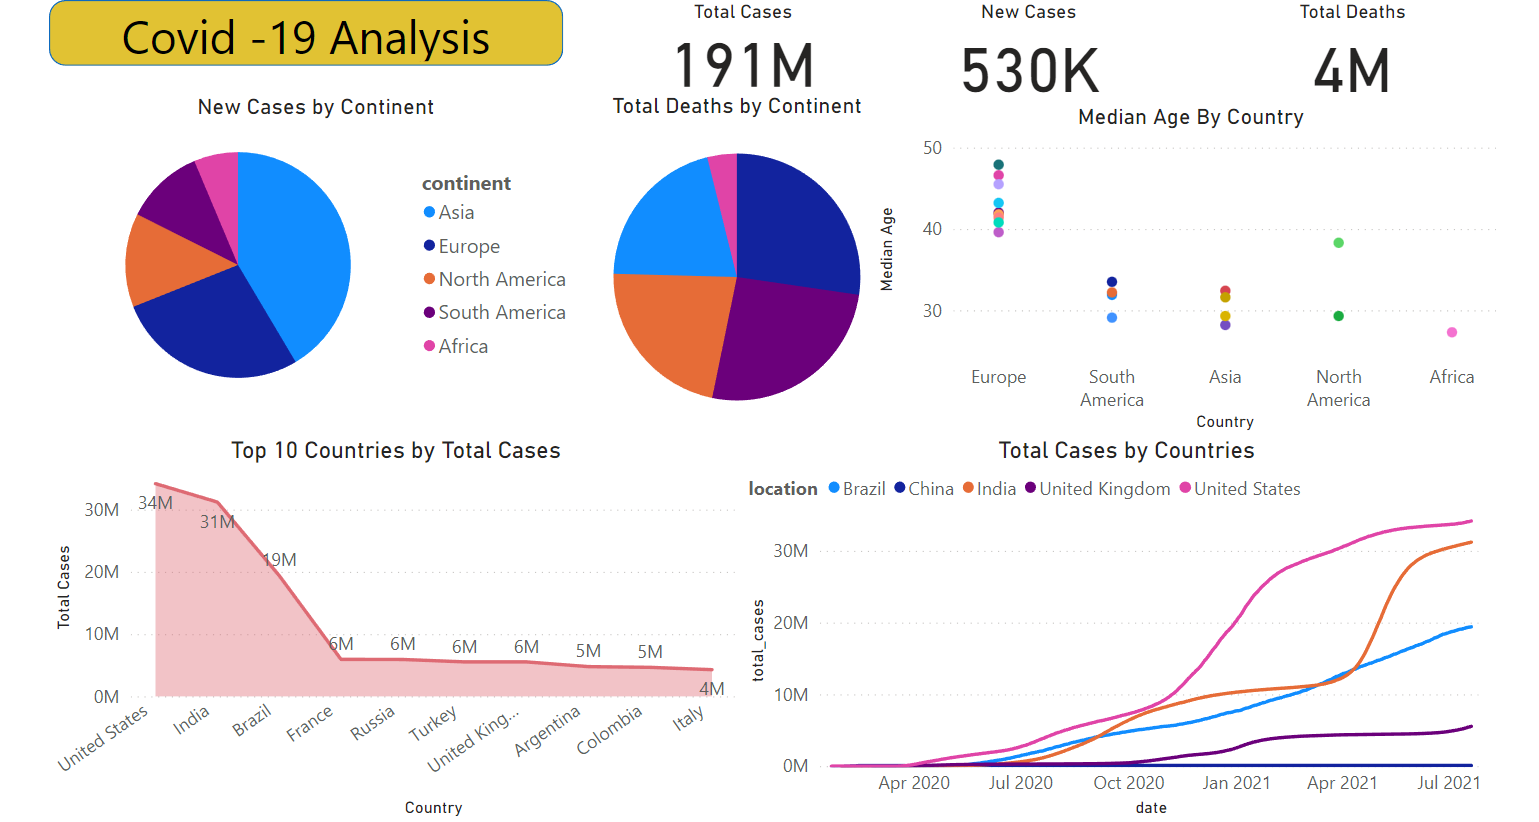 Covid -19 Analysis
Total Cases
191M
New Cases
530K
Total Deaths
4M
New Cases by Continent
continent
Asia
Europe
North America
South America
Africa
Total Deaths by Continent
Median Age By Country
Median Age
50
40
30
Europe
South
America
Asia
North
America
Africa
Country
Top 10 Countries by Total Cases
Total Cases
30M
20M
10M
0M
34M
31M
19M
6M
6M
6M
6M
5M
5M
4M
United States
India
Brazil
France
Russia
Turkey
United King...
Argentina
Colombia
Italy
Country
Total Cases by Countries
location Brazil China India United Kingdom United States
total_cases
30M
20M
10M
0M
Apr 2020
Jul 2020
Oct 2020
Jan 2021
Apr 2021
Jul 2021
date